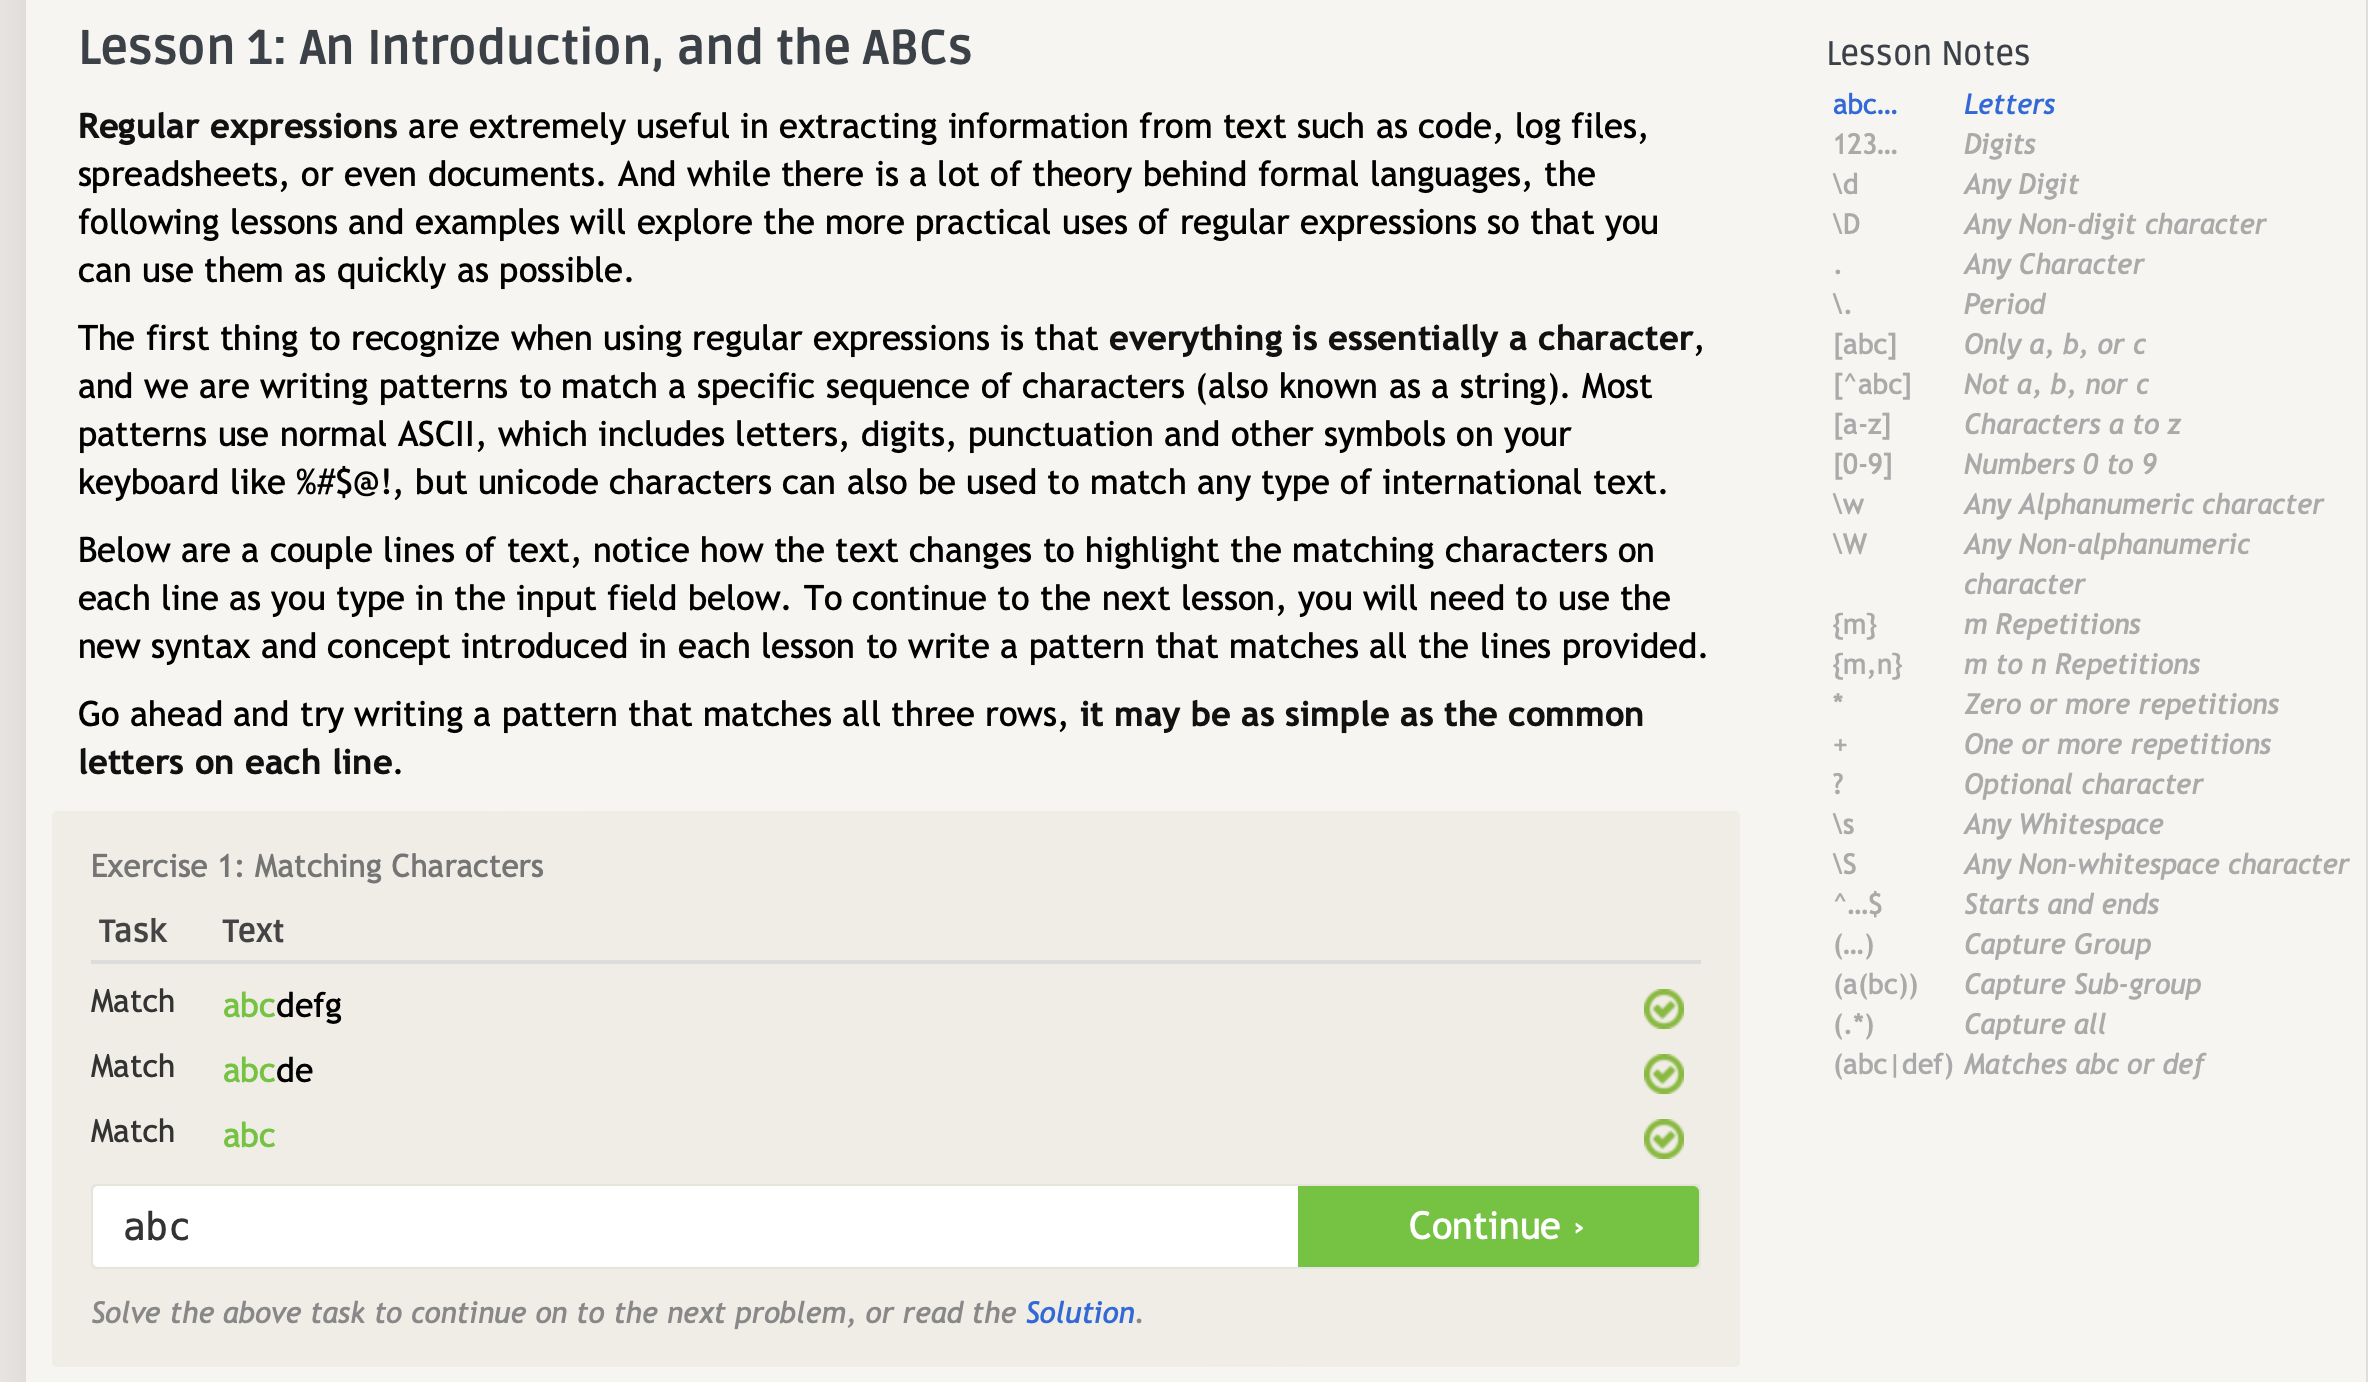 Lesson 1: An Introduction, and the ABCs
Regular expressions are extremely useful in extracting information from text such as code, log files,
spreadsheets, or even documents. And while there is a lot of theory behind formal languages, the
following lessons and examples will explore the more practical uses of regular expressions so that you
can use them as quickly as possible.
The first thing to recognize when using regular expressions is that everything is essentially a character,
and we are writing patterns to match a specific sequence of characters (also known as a string). Most
patterns use normal ASCII, which includes letters, digits, punctuation and other symbols on your
keyboard like %#$@!, but unicode characters can also be used to match any type of international text.
Below are a couple lines of text, notice how the text changes to highlight the matching characters on
each line as you type in the input field below. To continue to the next lesson, you will need to use the
new syntax and concept introduced in each lesson to write a pattern that matches all the lines provided.
Go ahead and try writing a pattern that matches all three rows, it may be as simple as the common
letters on each line.
Exercise 1: Matching Characters
Task Text
Match abcdefg
Match abcde
Match abc
abc
Continue ›
Solve the above task to continue on to the next problem, or read the Solution.
Lesson Notes
abc… Letters
123… Digits
\d Any Digit
\D Any Non-digit character
. Any Character
\. Period
[abc] Only a, b, or c
[^abc] Not a, b, nor c
[a-z] Characters a to z
[0-9] Numbers 0 to 9
\w Any Alphanumeric character
\W Any Non-alphanumeric
character
{m} m Repetitions
{m,n} m to n Repetitions
* Zero or more repetitions
+ One or more repetitions
? Optional character
\s Any Whitespace
\S Any Non-whitespace character
^…$ Starts and ends
(…) Capture Group
(a(bc)) Capture Sub-group
(.*) Capture all
(abc|def) Matches abc or def